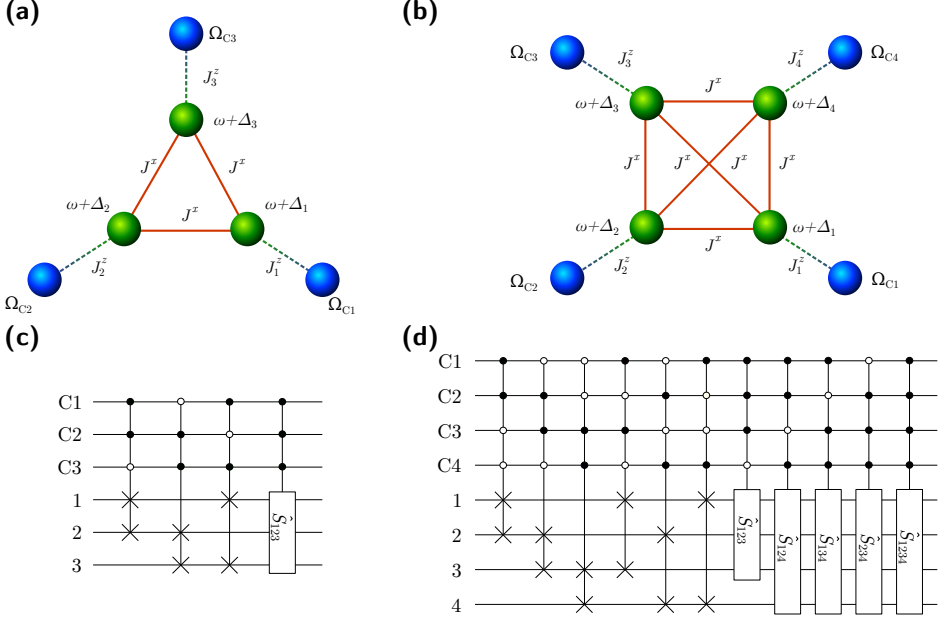 (a)
Ω_C3
J_3^z
ω+Δ_3
J^x J^x
ω+Δ_2 ω+Δ_1
J^x
J_2^z J_1^z
Ω_C2 Ω_C1
(b)
Ω_C3 Ω_C4
J_3^z J_4^z
J^x
ω+Δ_3 ω+Δ_4
J^x J^x J^x J^x
ω+Δ_2 ω+Δ_1
J^x
J_2^z J_1^z
Ω_C2 Ω_C1
(c)
C1
C2
C3
1
2
3
Ŝ_123
(d)
C1
C2
C3
C4
1
2
3
4
Ŝ_123
Ŝ_124
Ŝ_134
Ŝ_234
Ŝ_1234